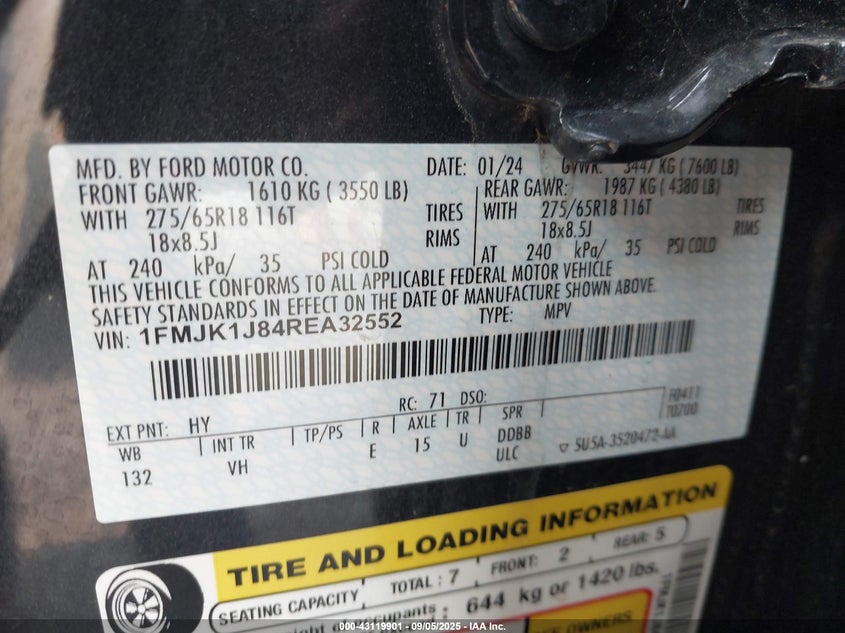 MFD. BY FORD MOTOR CO. DATE: 01/24 GVWR: 3447 KG ( 7600 LB)
FRONT GAWR: 1610 KG ( 3550 LB) REAR GAWR: 1987 KG ( 4380 LB)
WITH 275/65R18 116T TIRES WITH 275/65R18 116T TIRES
18x8.5J RIMS 18x8.5J RIMS
AT 240 kPa/ 35 PSI COLD AT 240 kPa/ 35 PSI COLD
THIS VEHICLE CONFORMS TO ALL APPLICABLE FEDERAL MOTOR VEHICLE
SAFETY STANDARDS IN EFFECT ON THE DATE OF MANUFACTURE SHOWN ABOVE.
VIN: 1FMJK1J84REA32552 TYPE: MPV
F0411
EXT PNT: HY RC: 71 DSO: T0200
WB INT TR TP/PS R AXLE TR SPR
132 VH E 15 U DDBB
ULC 5U5A-3520472-AA
TIRE AND LOADING INFORMATION
SEATING CAPACITY TOTAL : 7 FRONT: 2 REAR: 5
occupants : 644 kg or 1420 lbs.
OWNERS
000-43119901 - 09/05/2025 - IAA Inc.